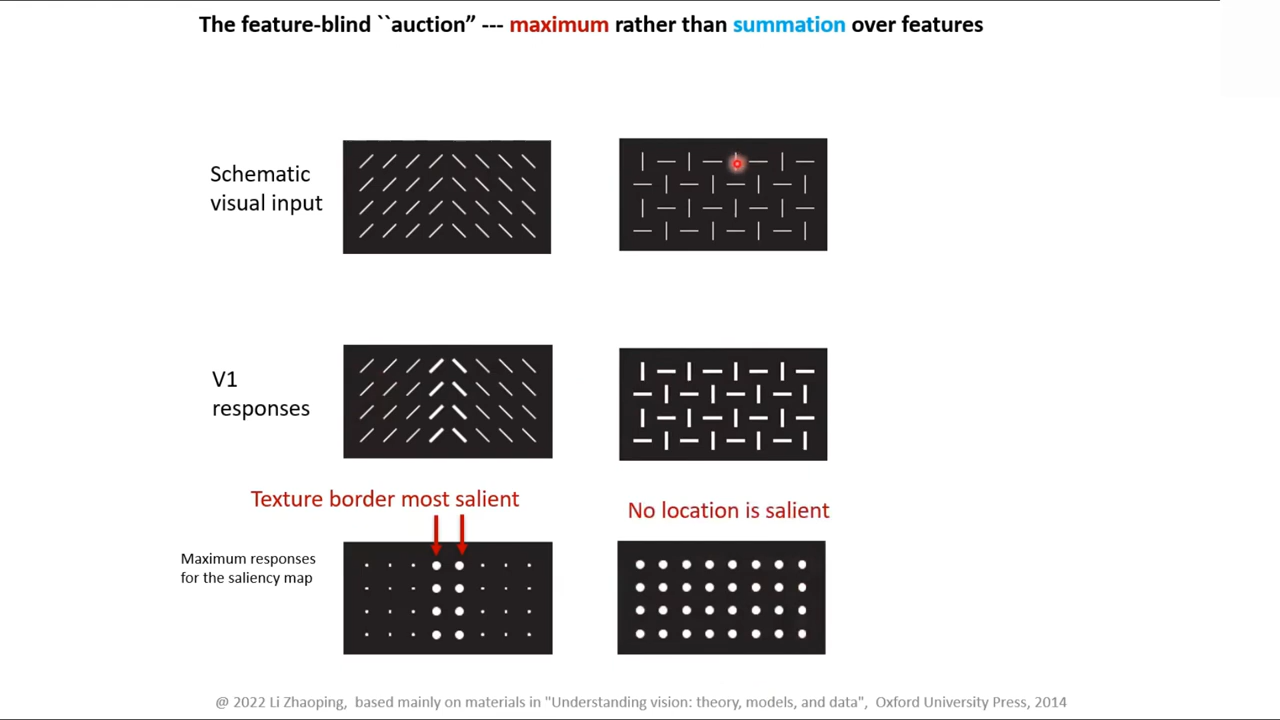 The feature-blind ``auction” --- maximum rather than summation over features
Schematic
visual input
V1
responses
Texture border most salient
No location is salient
Maximum responses
for the saliency map
@ 2022 Li Zhaoping, based mainly on materials in "Understanding vision: theory, models, and data", Oxford University Press, 2014